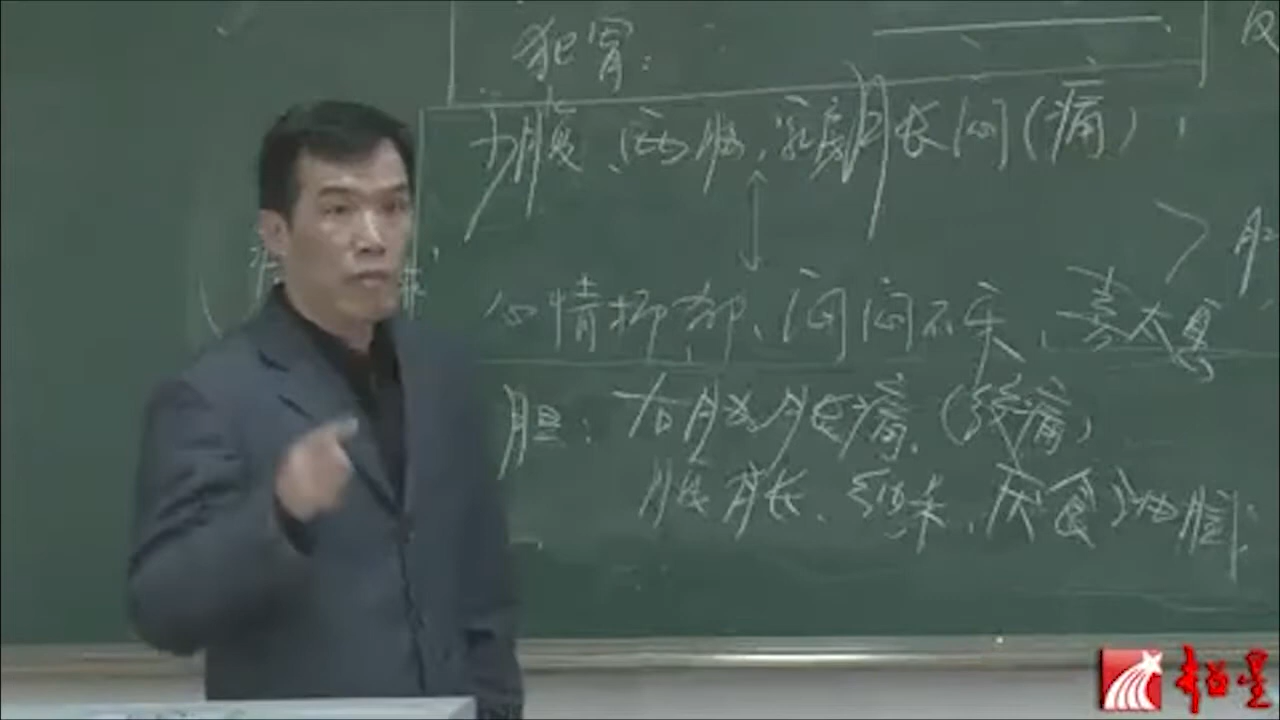 犯胃:
少腹、两胁,乳房胀闷(痛),
心情抑郁、闷闷不乐,喜太息
胆:右胁胀痛,(绞痛)
腹胀、纳呆,厌食油腻;
超星